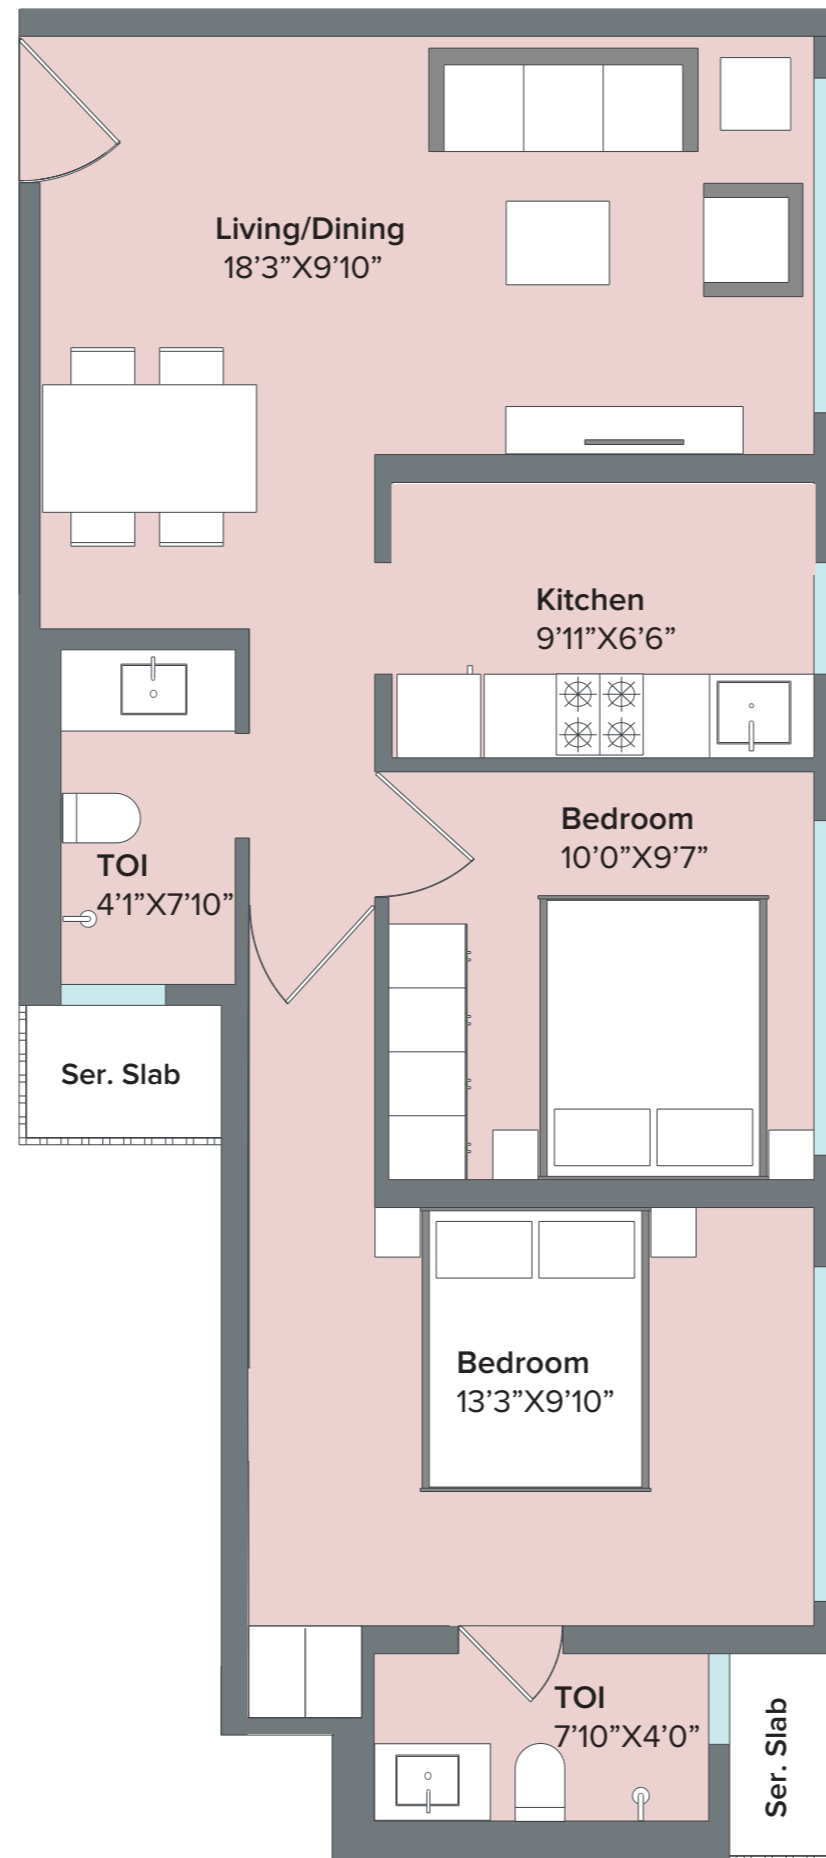 Living/Dining
18’3”X9’10”
Kitchen
9’11”X6’6”
Bedroom
10’0”X9’7”
TOI
4’1”X7’10”
Ser. Slab
Bedroom
13’3”X9’10”
TOI
7’10”X4’0”
Ser. Slab